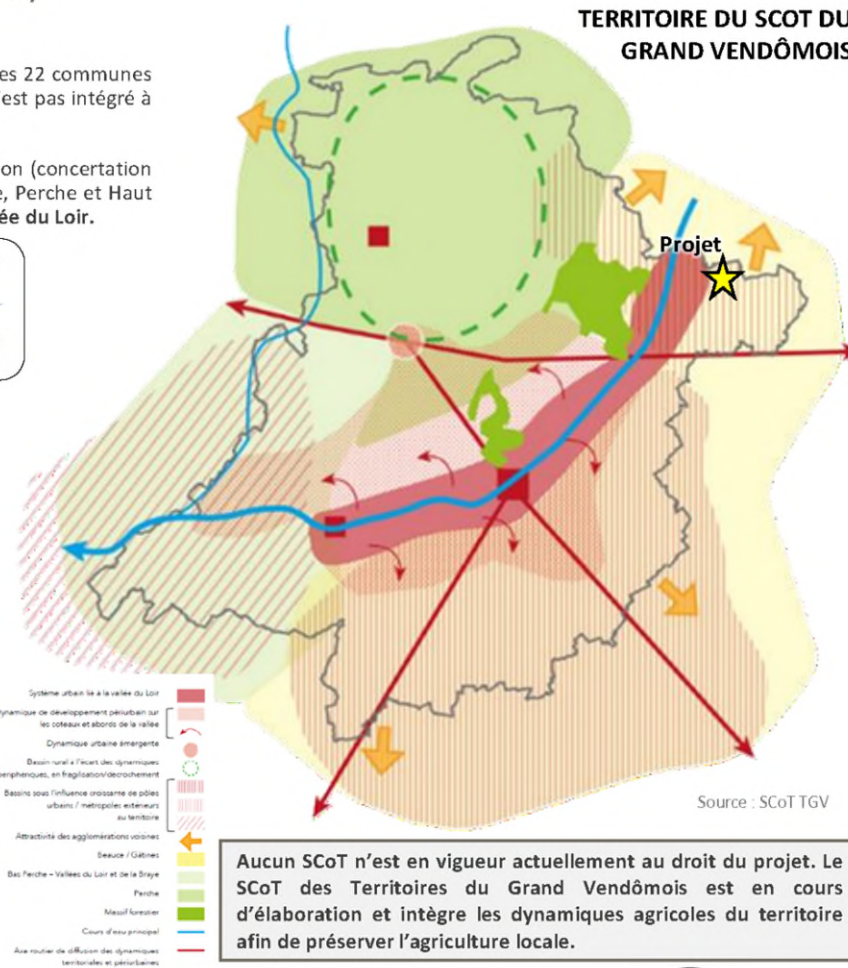 TERRITOIRE DU SCOT DU
GRAND VENDÔMOIS
es 22 communes
'est pas intégré à
on (concertation
e, Perche et Haut
ée du Loir.
Projet
Système urbain lié à la vallée du Loir
Dynamique de développement périurbain sur
les coteaux et abords de la vallée
Dynamique urbaine émergente
Bassin rural à l'écart des dynamiques
périphériques, en fragilisation/décrochement
Bassins sous l'influence croissante de pôles
urbains / métropoles extérieurs
au territoire
Attractivité des agglomérations voisines
Beauce / Gâtines
Bas Perche – Vallées du Loir et de la Braye
Perche
Massif forestier
Cours d'eau principal
Axe routier de diffusion des dynamiques
territoriales et périurbaines
Source : SCoT TGV
Aucun SCoT n'est en vigueur actuellement au droit du projet. Le
SCoT des Territoires du Grand Vendômois est en cours
d'élaboration et intègre les dynamiques agricoles du territoire
afin de préserver l'agriculture locale.